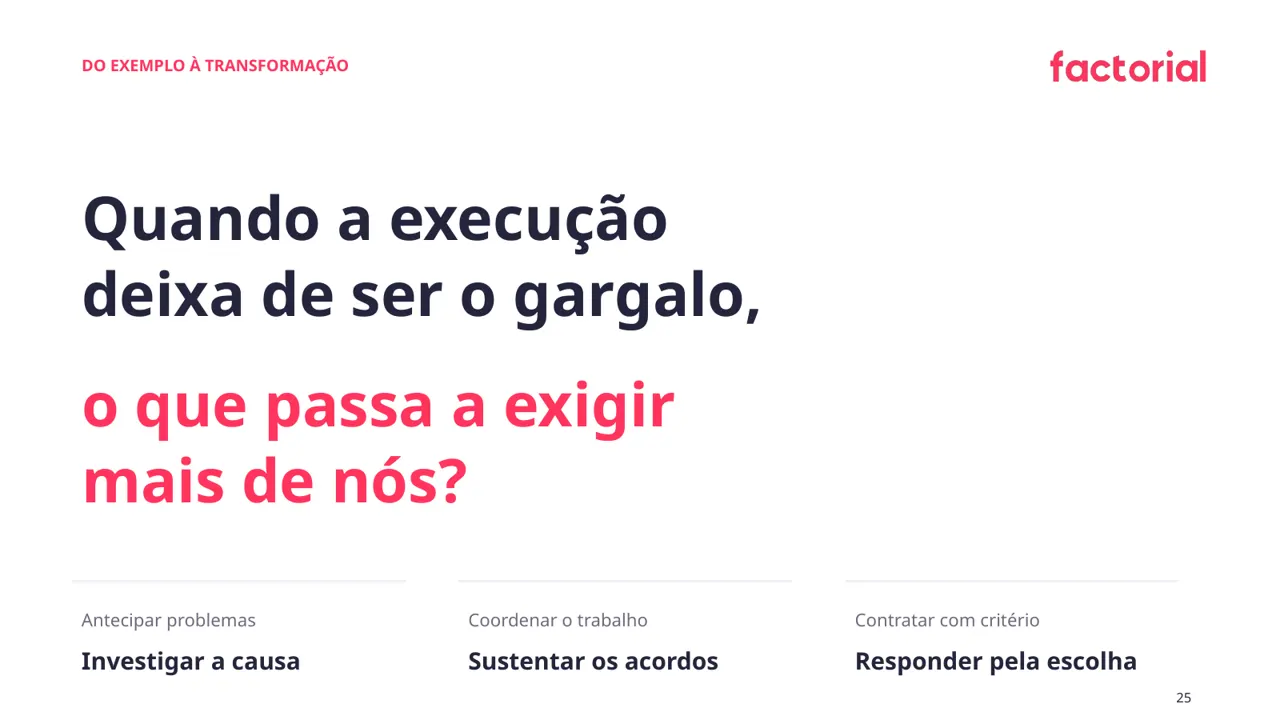 DO EXEMPLO À TRANSFORMAÇÃO
factorial
Quando a execução
deixa de ser o gargalo,
o que passa a exigir
mais de nós?
Antecipar problemas
Investigar a causa
Coordenar o trabalho
Sustentar os acordos
Contratar com critério
Responder pela escolha
25